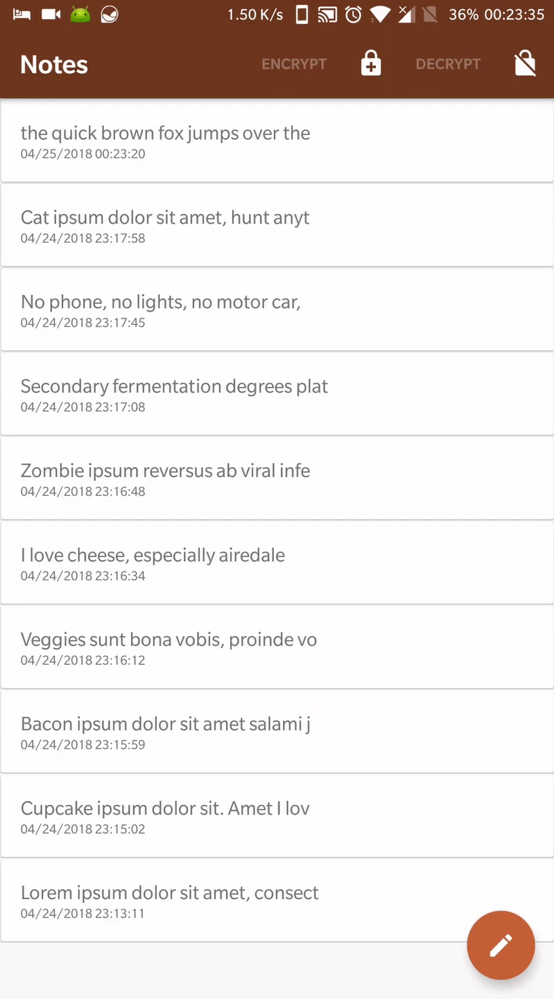 1.50 K/s 36% 00:23:35
Notes ENCRYPT DECRYPT
the quick brown fox jumps over the
04/25/2018 00:23:20
Cat ipsum dolor sit amet, hunt anyt
04/24/2018 23:17:58
No phone, no lights, no motor car,
04/24/2018 23:17:45
Secondary fermentation degrees plat
04/24/2018 23:17:08
Zombie ipsum reversus ab viral infe
04/24/2018 23:16:48
I love cheese, especially airedale
04/24/2018 23:16:34
Veggies sunt bona vobis, proinde vo
04/24/2018 23:16:12
Bacon ipsum dolor sit amet salami j
04/24/2018 23:15:59
Cupcake ipsum dolor sit. Amet I lov
04/24/2018 23:15:02
Lorem ipsum dolor sit amet, consect
04/24/2018 23:13:11